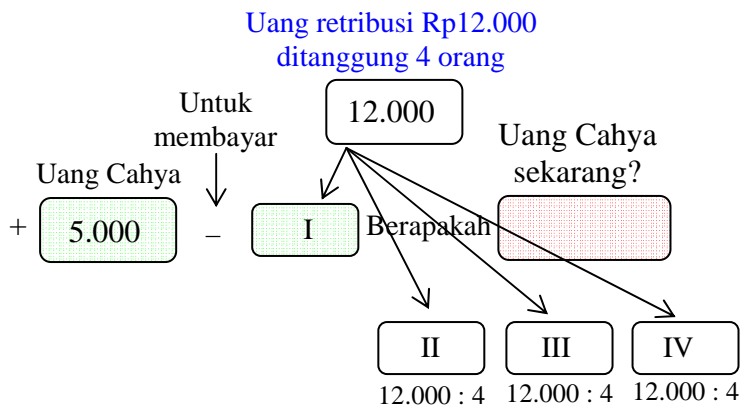 Uang retribusi Rp12.000
ditanggung 4 orang
12.000
Untuk
membayar
Uang Cahya
sekarang?
Uang Cahya
+ 5.000 – I Berapakah
II III IV
12.000 : 4 12.000 : 4 12.000 : 4